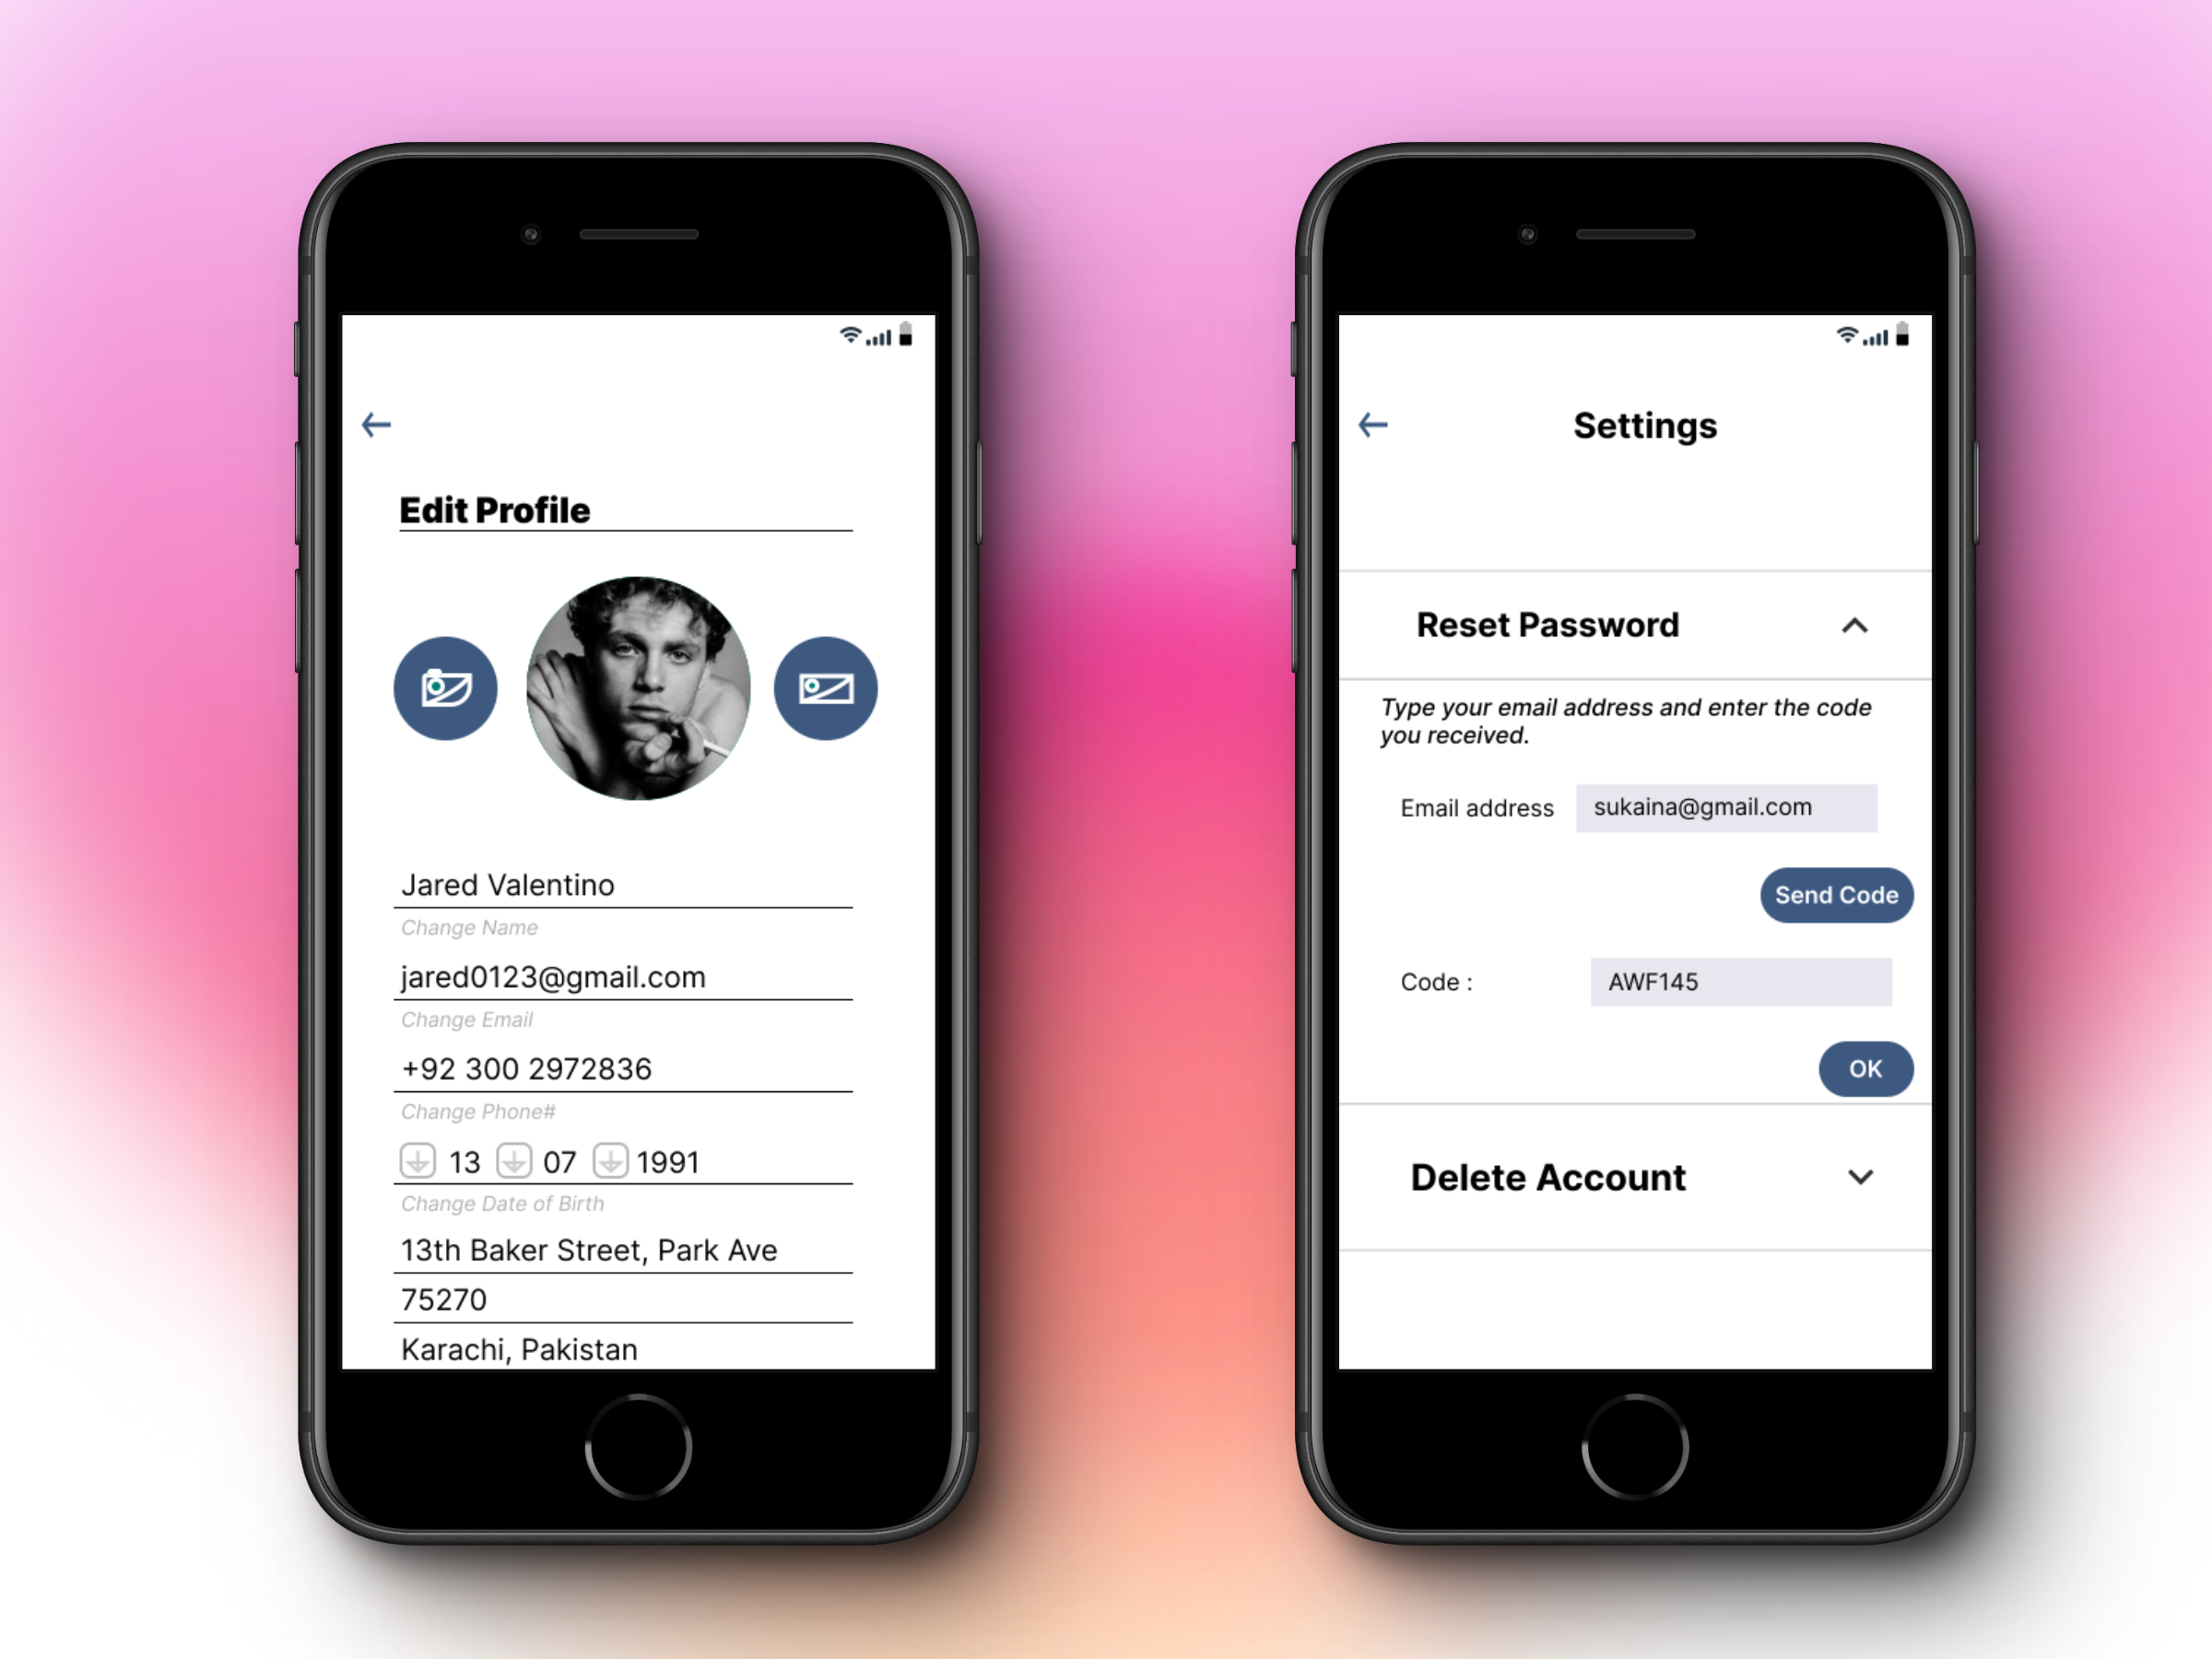 Edit Profile
Jared Valentino
Change Name
jared0123@gmail.com
Change Email
+92 300 2972836
Change Phone#
13 07 1991
Change Date of Birth
13th Baker Street, Park Ave
75270
Karachi, Pakistan
Settings
Reset Password
Type your email address and enter the code
you received.
Email address sukaina@gmail.com
Send Code
Code : AWF145
OK
Delete Account